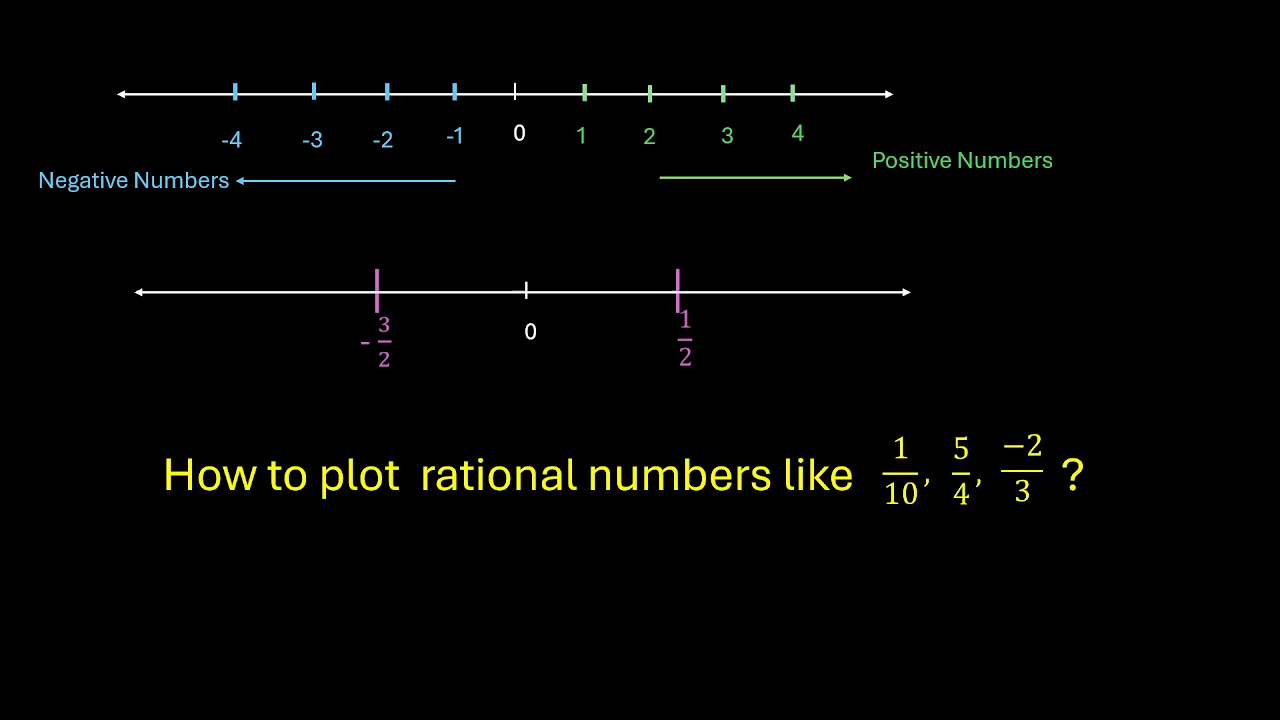 -4 -3 -2 -1 0 1 2 3 4
Negative Numbers Positive Numbers
- 3/2 0 1/2
How to plot rational numbers like 1/10, 5/4, −2/3 ?